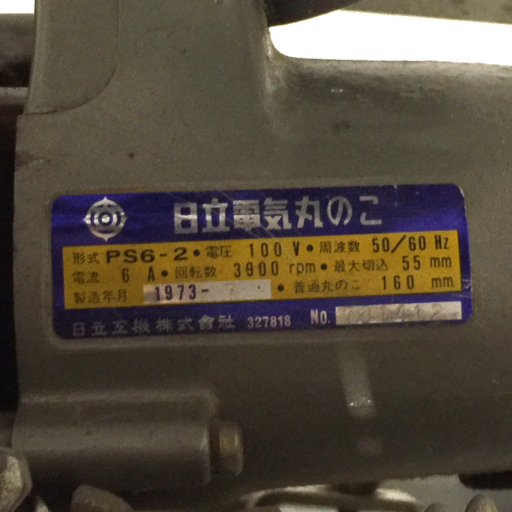 日立電気丸のこ
形式 PS6-2・電圧 100 V・周波数 50/60 Hz
電流 6 A・回転数 3900 rpm・最大切込 55 mm
製造年月 1973-7・普通丸のこ 160 mm
日立工機株式會社 327818 No.